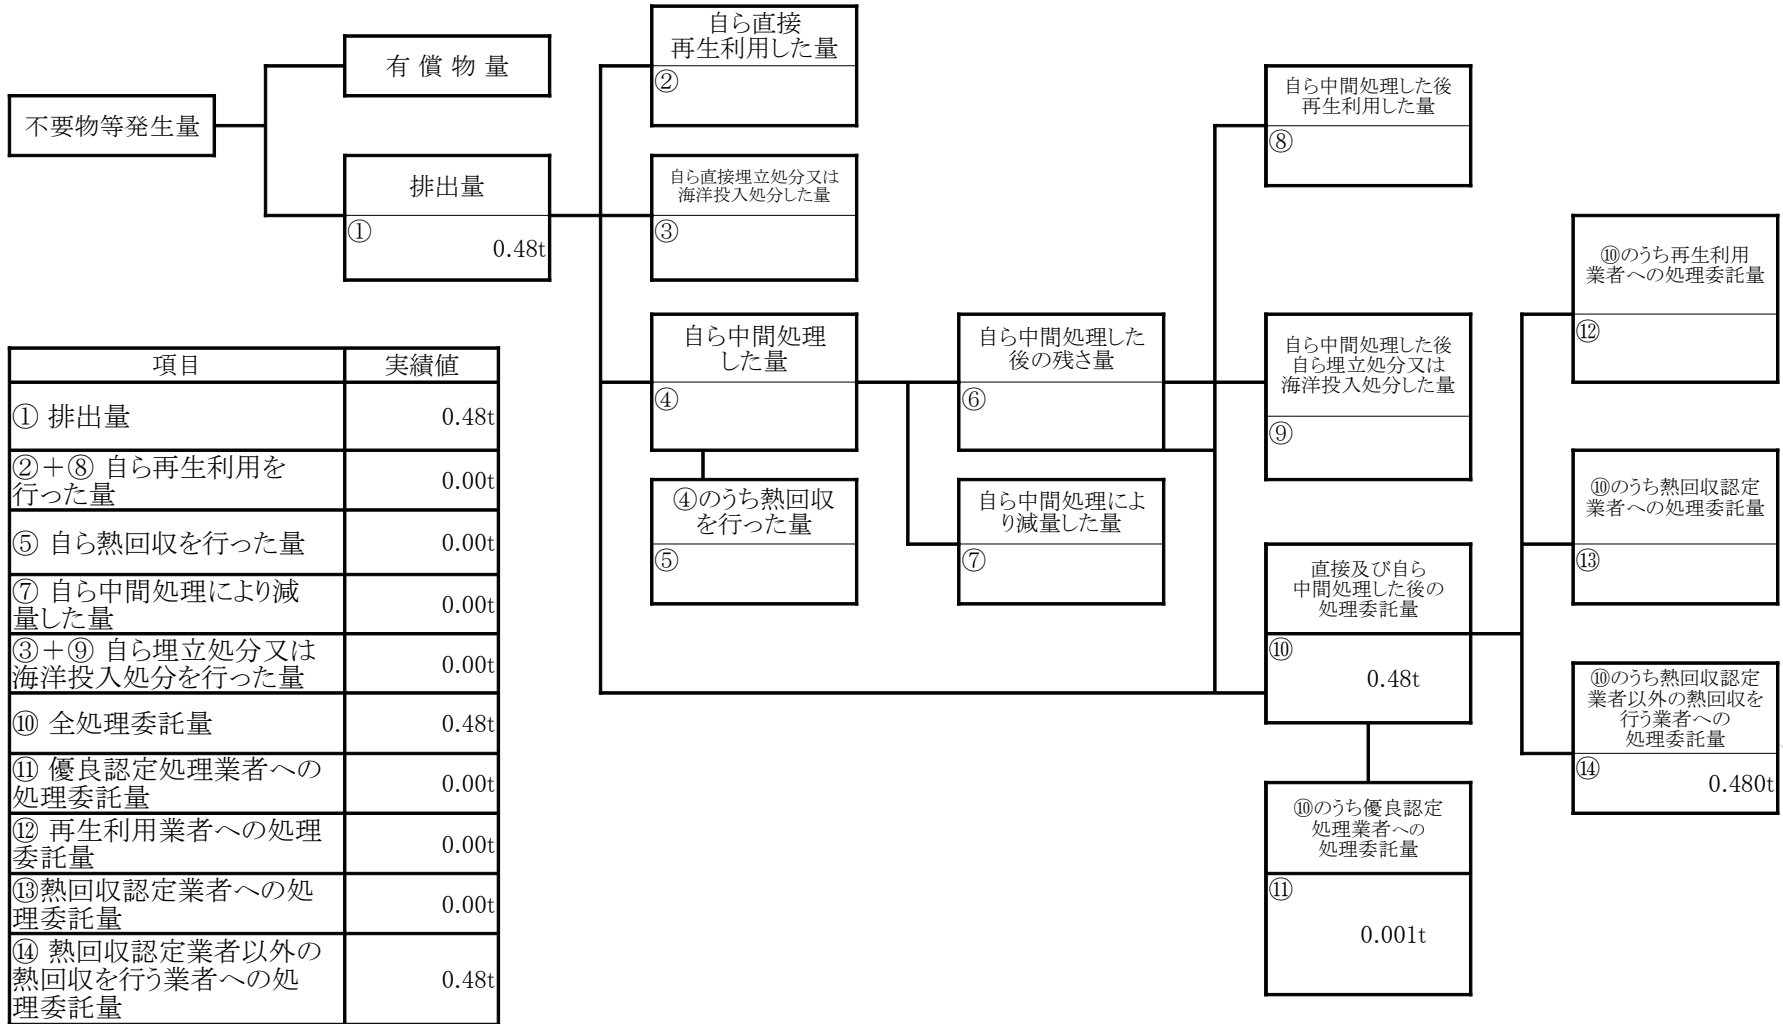 不要物等発生量
有 償 物 量
排出量
①
0.48t
自ら直接
再生利用した量
②
自ら直接埋立処分又は
海洋投入処分した量
③
自ら中間処理
した量
④
④のうち熱回収
を行った量
⑤
自ら中間処理した
後の残さ量
⑥
自ら中間処理によ
り減量した量
⑦
自ら中間処理した後
再生利用した量
⑧
自ら中間処理した後
自ら埋立処分又は
海洋投入処分した量
⑨
直接及び自ら
中間処理した後の
処理委託量
⑩
0.48t
⑩のうち優良認定
処理業者への
処理委託量
⑪
0.001t
⑩のうち再生利用
業者への処理委託量
⑫
⑩のうち熱回収認定
業者への処理委託量
⑬
⑩のうち熱回収認定
業者以外の熱回収を
行う業者への
処理委託量
⑭
0.480t
項目 実績値
① 排出量 0.48t
②＋⑧ 自ら再生利用を
行った量 0.00t
⑤ 自ら熱回収を行った量 0.00t
⑦ 自ら中間処理により減
量した量 0.00t
③＋⑨ 自ら埋立処分又は
海洋投入処分を行った量 0.00t
⑩ 全処理委託量 0.48t
⑪ 優良認定処理業者への
処理委託量 0.00t
⑫ 再生利用業者への処理
委託量 0.00t
⑬熱回収認定業者への処
理委託量 0.00t
⑭ 熱回収認定業者以外の
熱回収を行う業者への処
理委託量 0.48t